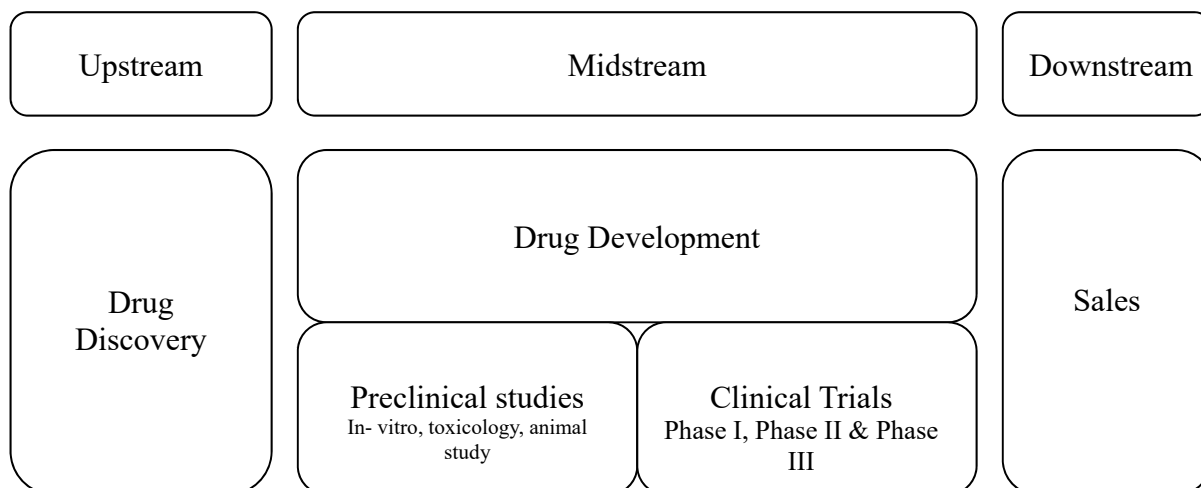 Upstream
Midstream
Downstream
Drug Development
Drug
Discovery
Preclinical studies
In- vitro, toxicology, animal
study
Clinical Trials
Phase I, Phase II & Phase
III
Sales